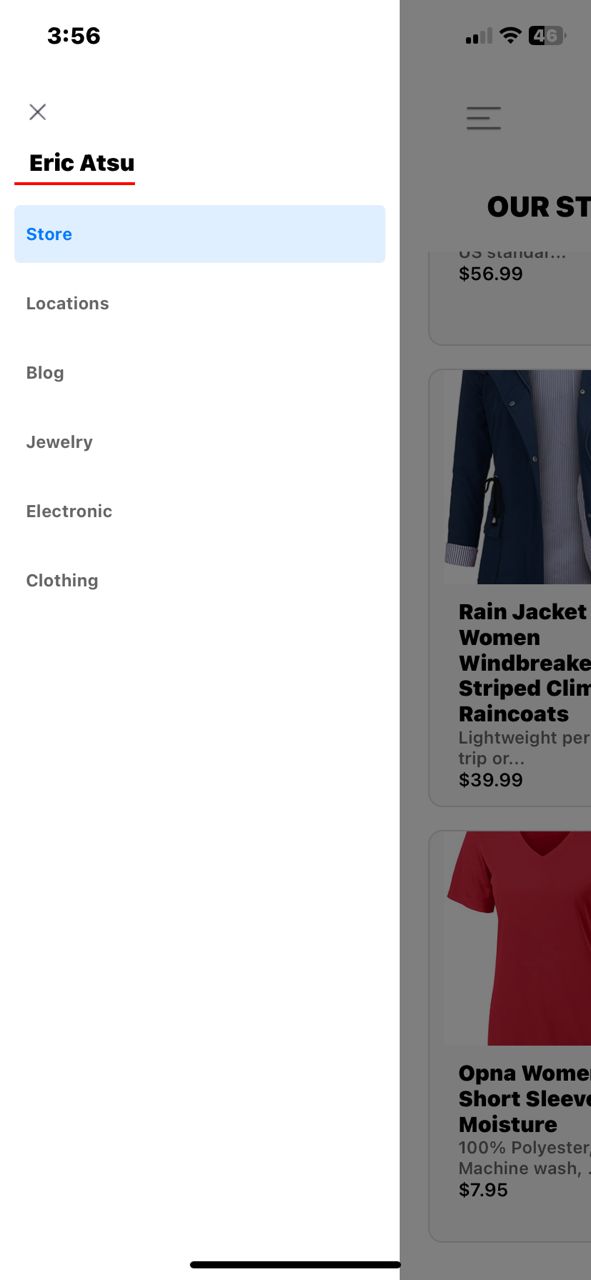 3:56
46
Eric Atsu
Store
Locations
Blog
Jewelry
Electronic
Clothing
OUR ST
US standar...
$56.99
Rain Jacket
Women
Windbreake
Striped Clim
Raincoats
Lightweight per
trip or...
$39.99
Opna Wome
Short Sleeve
Moisture
100% Polyester,
Machine wash, .
$7.95